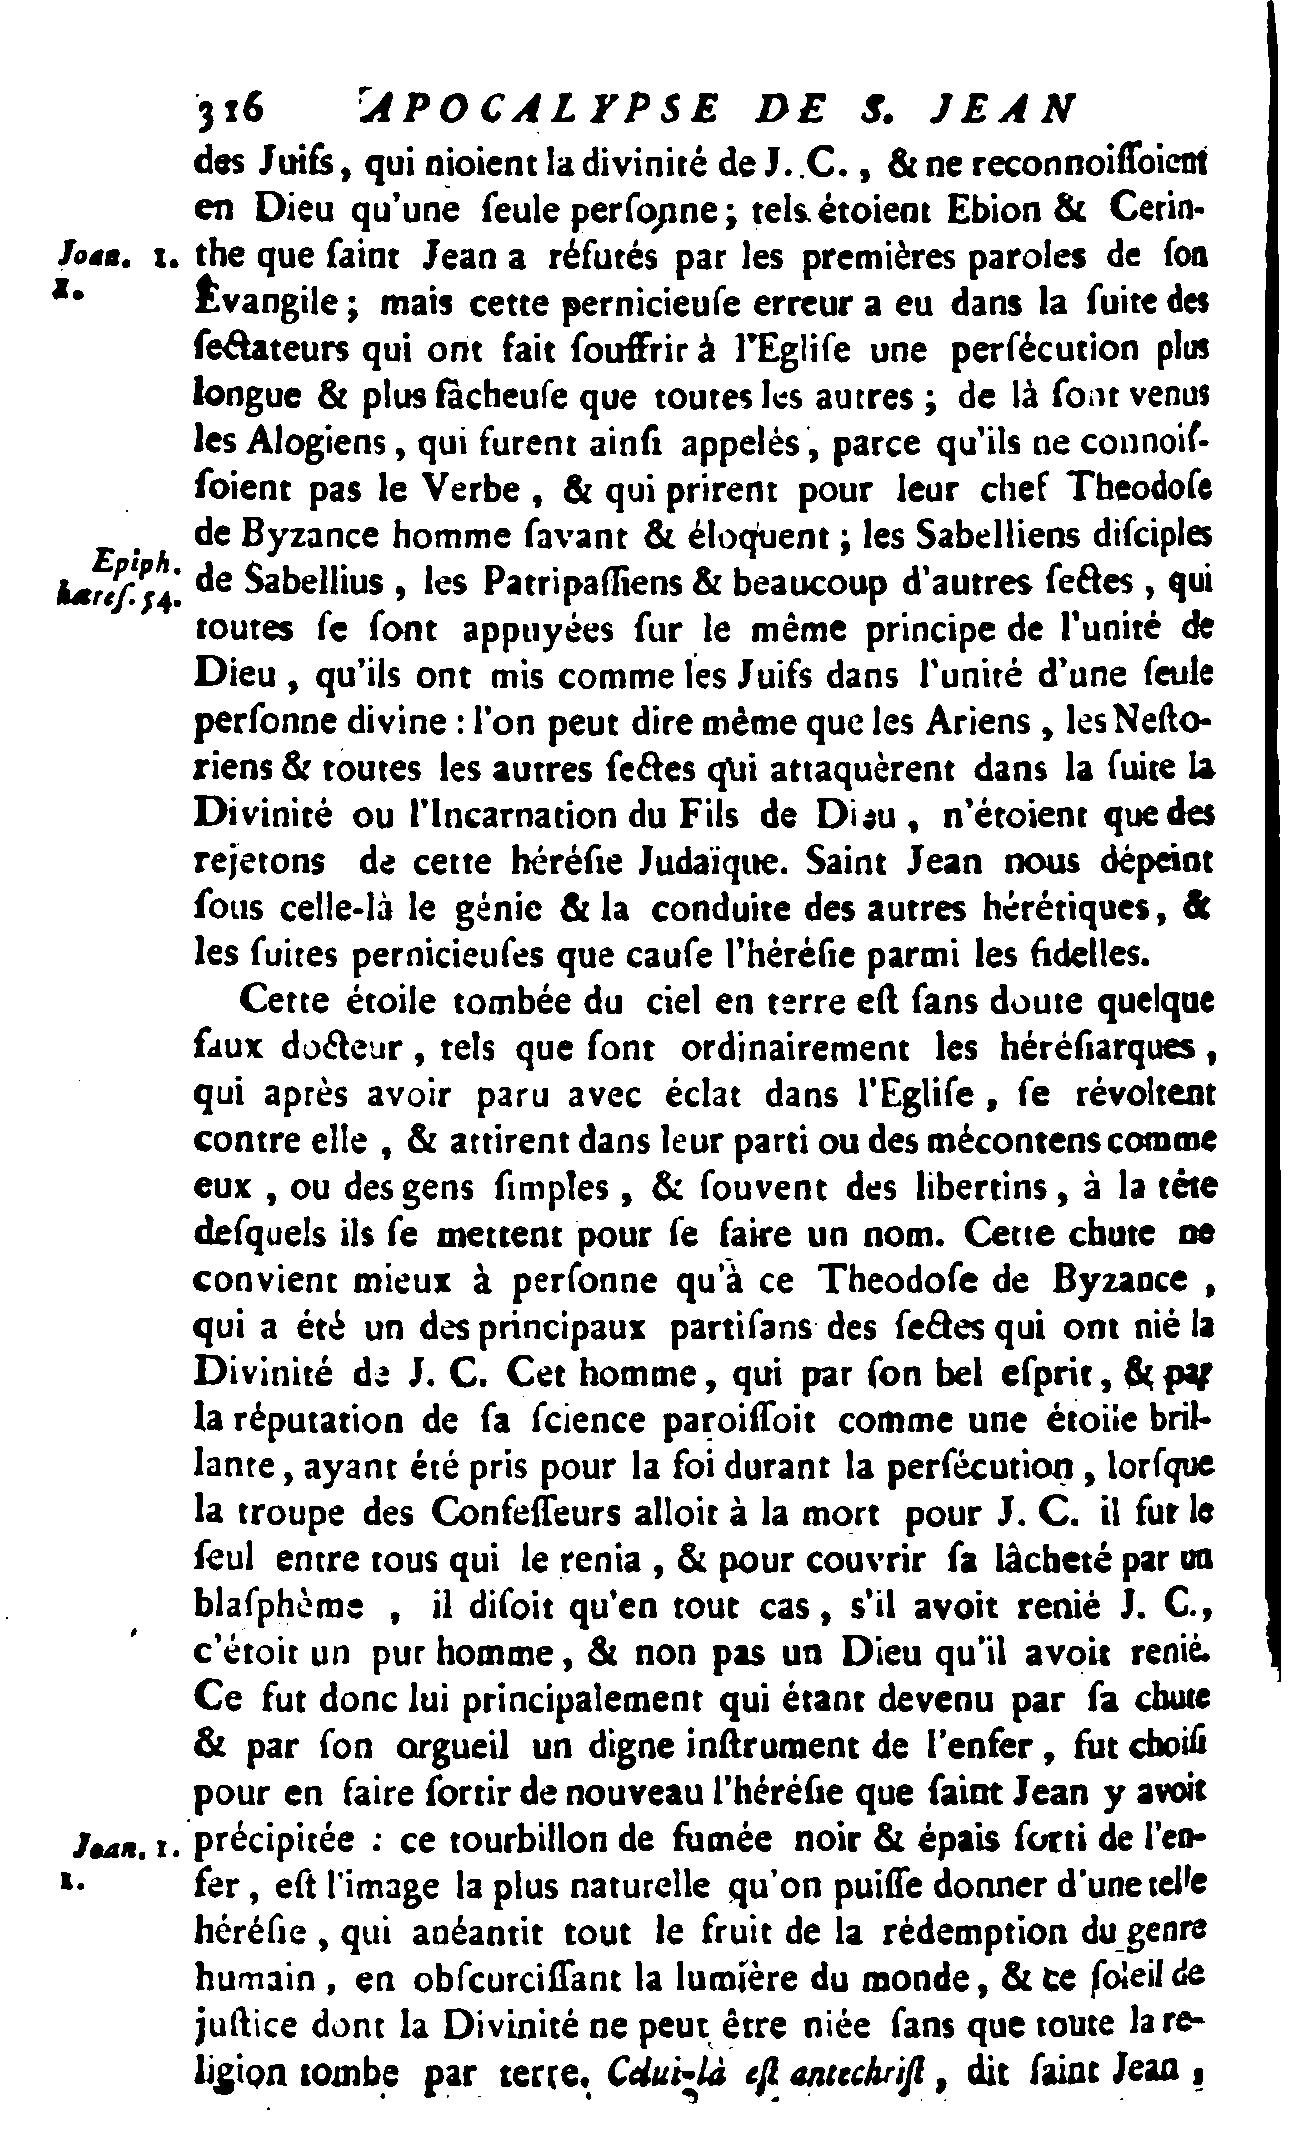 316 APOCALYPSE DE S. JEAN
des Juifs, qui nioient la divinité de J. C., & ne reconnoiſſoient
en Dieu qu'une ſeule perſonne; tels étoient Ebion & Cerin-
Joan. 1. the que ſaint Jean a réfutés par les premières paroles de ſon
1. Évangile; mais cette pernicieuſe erreur a eu dans la ſuite des
ſectateurs qui ont fait ſouffrir à l'Egliſe une perſécution plus
longue & plus fâcheuſe que toutes les autres; de là ſont venus
les Alogiens, qui furent ainſi appelés, parce qu'ils ne connoiſ-
ſoient pas le Verbe, & qui prirent pour leur chef Theodoſe
de Byzance homme ſavant & éloquent; les Sabelliens diſciples
Epiph. de Sabellius, les Patripaſſiens & beaucoup d'autres ſectes, qui
hæreſ. 54. toutes ſe ſont appuyées ſur le même principe de l'unité de
Dieu, qu'ils ont mis comme les Juifs dans l'unité d'une ſeule
perſonne divine: l'on peut dire même que les Ariens, les Neſto-
riens & toutes les autres ſectes qui attaquèrent dans la ſuite la
Divinité ou l'Incarnation du Fils de Dieu, n'étoient que des
rejetons de cette héréſie Judaïque. Saint Jean nous dépeint
ſous celle-là le génie & la conduite des autres hérétiques, &
les ſuites pernicieuſes que cauſe l'héréſie parmi les fidelles.
Cette étoile tombée du ciel en terre eſt ſans doute quelque
faux docteur, tels que ſont ordinairement les héréſiarques,
qui après avoir paru avec éclat dans l'Egliſe, ſe révoltent
contre elle, & attirent dans leur parti ou des mécontens comme
eux, ou des gens ſimples, & ſouvent des libertins, à la tête
deſquels ils ſe mettent pour ſe faire un nom. Cette chute ne
convient mieux à perſonne qu'à ce Theodoſe de Byzance,
qui a été un des principaux partiſans des ſectes qui ont nié la
Divinité de J. C. Cet homme, qui par ſon bel eſprit, & par
la réputation de ſa ſcience paroiſſoit comme une étoile bril-
lante, ayant été pris pour la foi durant la perſécution, lorſque
la troupe des Confeſſeurs alloit à la mort pour J. C. il fut le
ſeul entre tous qui le renia, & pour couvrir ſa lâcheté par un
blaſphème, il diſoit qu'en tout cas, s'il avoit renié J. C.,
c'étoit un pur homme, & non pas un Dieu qu'il avoit renié.
Ce fut donc lui principalement qui étant devenu par ſa chute
& par ſon orgueil un digne inſtrument de l'enfer, fut choiſi
pour en faire ſortir de nouveau l'héréſie que ſaint Jean y avoit
Joan. 1. précipitée: ce tourbillon de fumée noir & épais ſorti de l'en-
1. fer, eſt l'image la plus naturelle qu'on puiſſe donner d'une telle
héréſie, qui anéantit tout le fruit de la rédemption du genre
humain, en obſcurciſſant la lumière du monde, & ce ſoleil de
juſtice dont la Divinité ne peut être niée ſans que toute la re-
ligion tombe par terre. Celui-là eſt antechriſt, dit ſaint Jean,